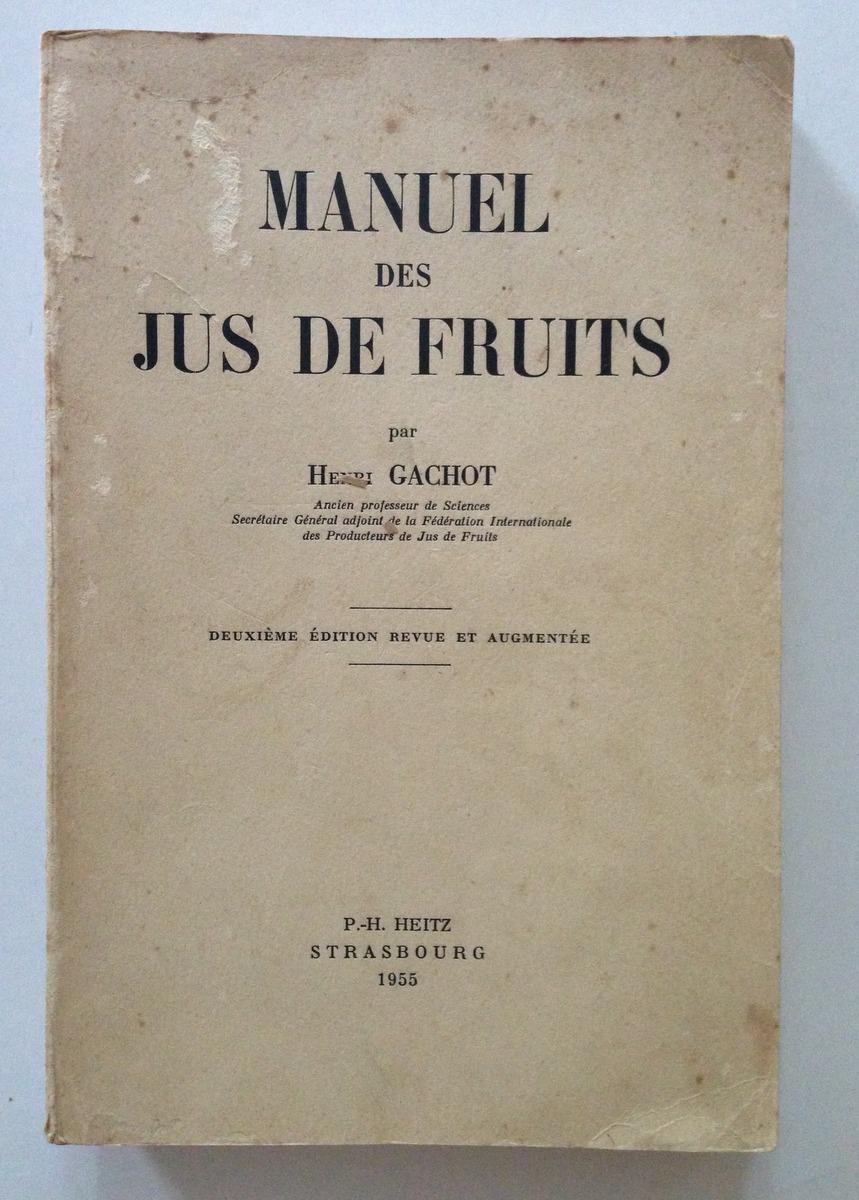 MANUEL
DES
JUS DE FRUITS
par
Henri GACHOT
Ancien professeur de Sciences
Secrétaire Général adjoint de la Fédération Internationale
des Producteurs de Jus de Fruits
DEUXIÈME ÉDITION REVUE ET AUGMENTÉE
P.-H. HEITZ
STRASBOURG
1955